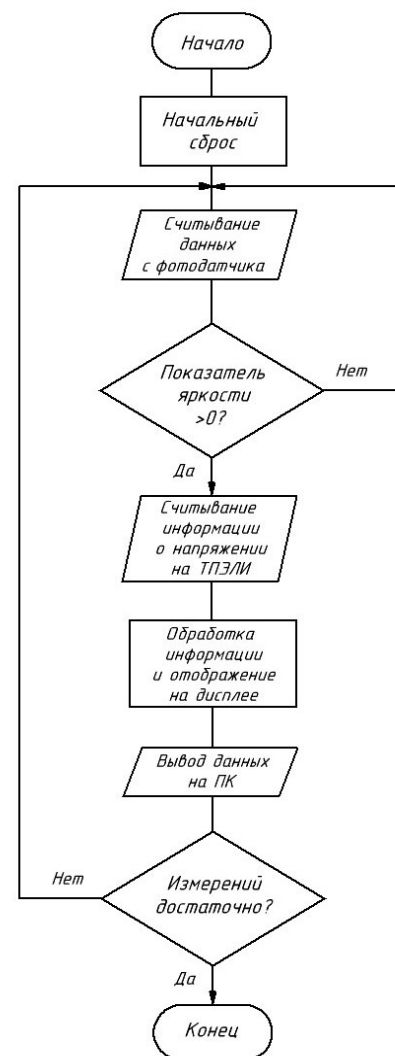 Начало
Начальный
сброс
Считывание
данных
с фотодатчика
Показатель
яркости
>0?
Нет
Да
Считывание
информации
о напряжении
на ТПЭЛИ
Обработка
информации
и отображение
на дисплее
Вывод данных
на ПК
Нет
Измерений
достаточно?
Да
Конец